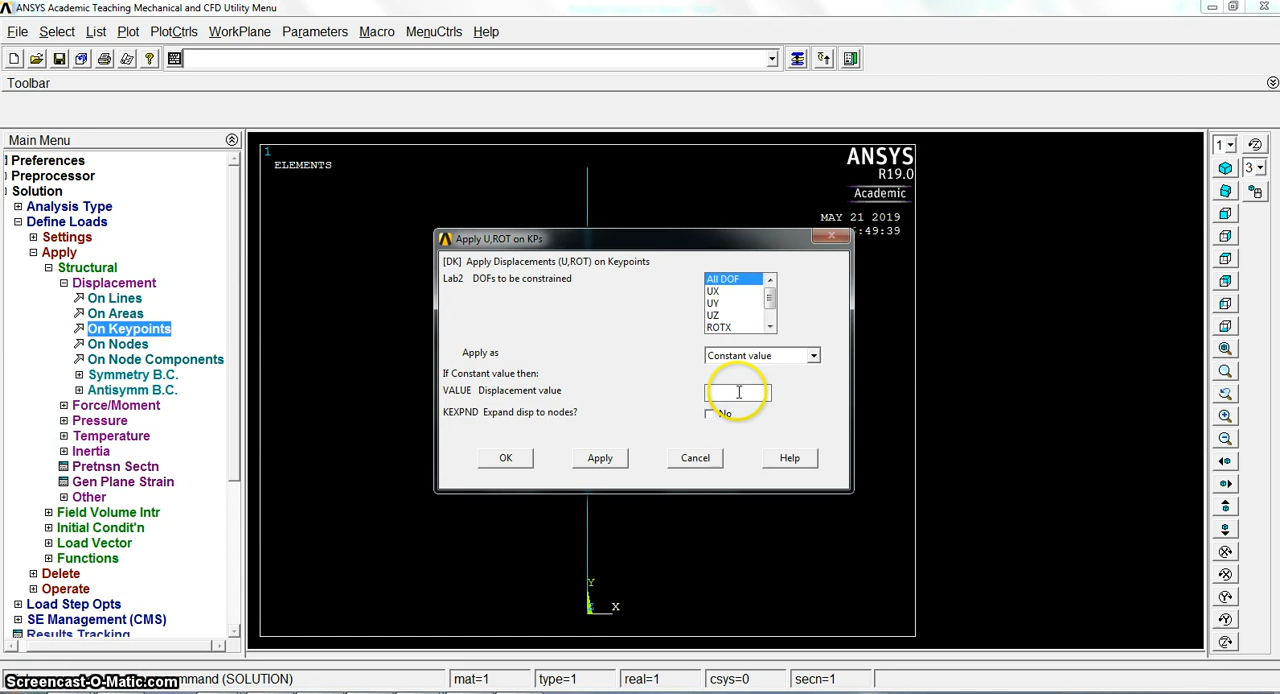 ANSYS Academic Teaching Mechanical and CFD Utility Menu
File Select List Plot PlotCtrls WorkPlane Parameters Macro MenuCtrls Help
Toolbar
Main Menu
Preferences
Preprocessor
Solution
Analysis Type
Define Loads
Settings
Apply
Structural
Displacement
On Lines
On Areas
On Keypoints
On Nodes
On Node Components
Symmetry B.C.
Antisymm B.C.
Force/Moment
Pressure
Temperature
Inertia
Pretnsn Sectn
Gen Plane Strain
Other
Field Volume Intr
Initial Condit'n
Load Vector
Functions
Delete
Operate
Load Step Opts
SE Management (CMS)
Results Tracking
1
ELEMENTS
ANSYS
R19.0
Academic
MAY 21 2019
:49:39
Apply U,ROT on KPs
[DK] Apply Displacements (U,ROT) on Keypoints
Lab2 DOFs to be constrained
All DOF
UX
UY
UZ
ROTX
Apply as Constant value
If Constant value then:
VALUE Displacement value
KEXPND Expand disp to nodes? No
OK Apply Cancel Help
Y
X
1
3
Screencast-O-Matic.com
mmand (SOLUTION) mat=1 type=1 real=1 csys=0 secn=1